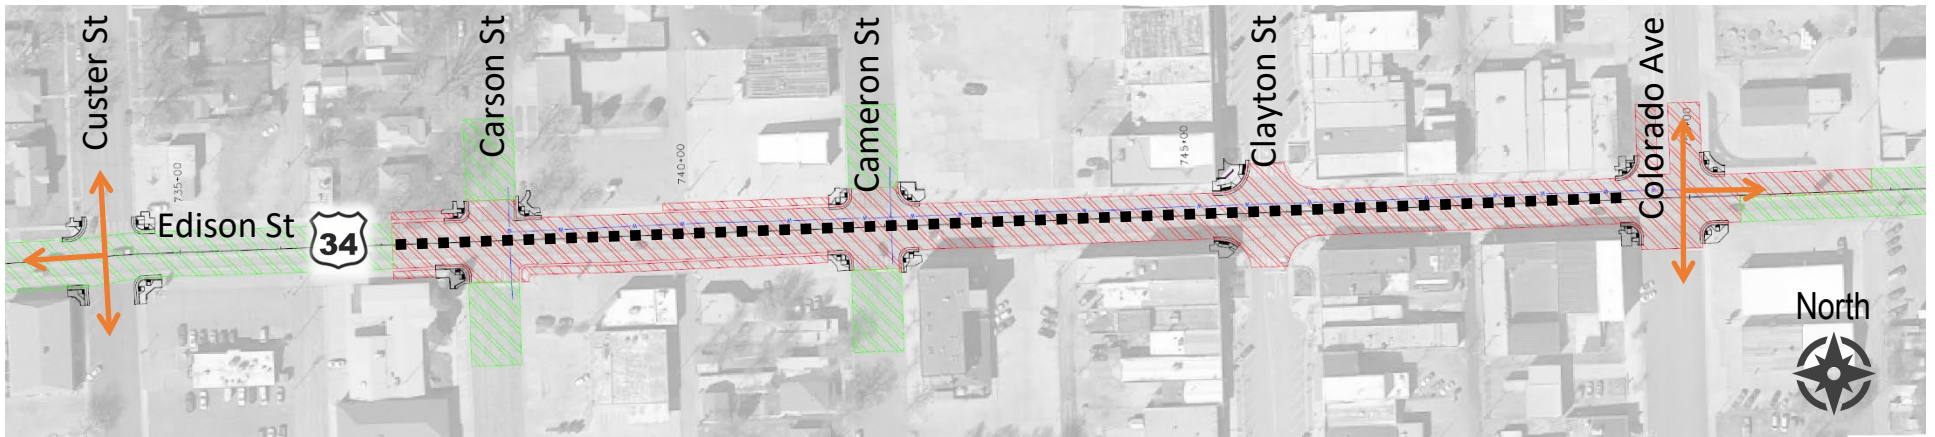 Custer St
Carson St
Cameron St
Clayton St
Colorado Ave
735+00
740+00
745+00
Edison St
34
North